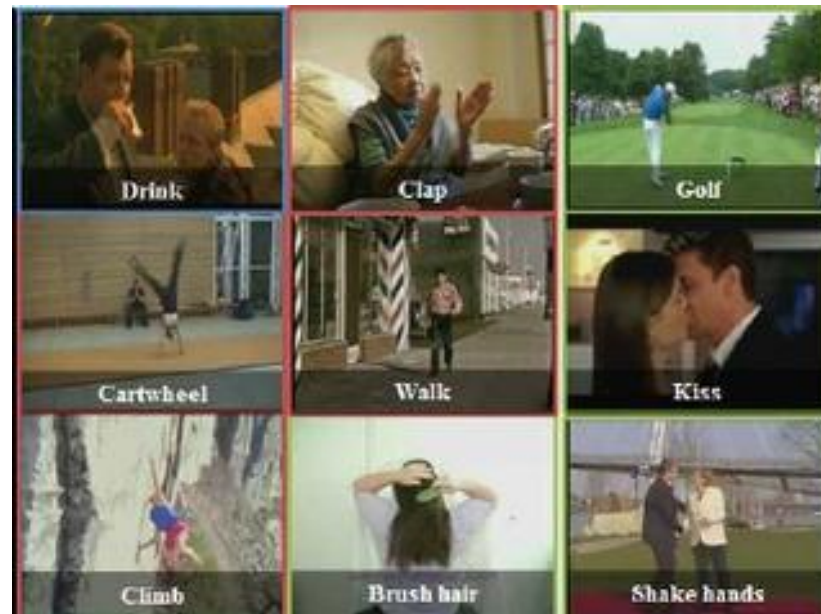 Drink
Clap
Golf
Cartwheel
Walk
Kiss
Climb
Brush hair
Shake hands